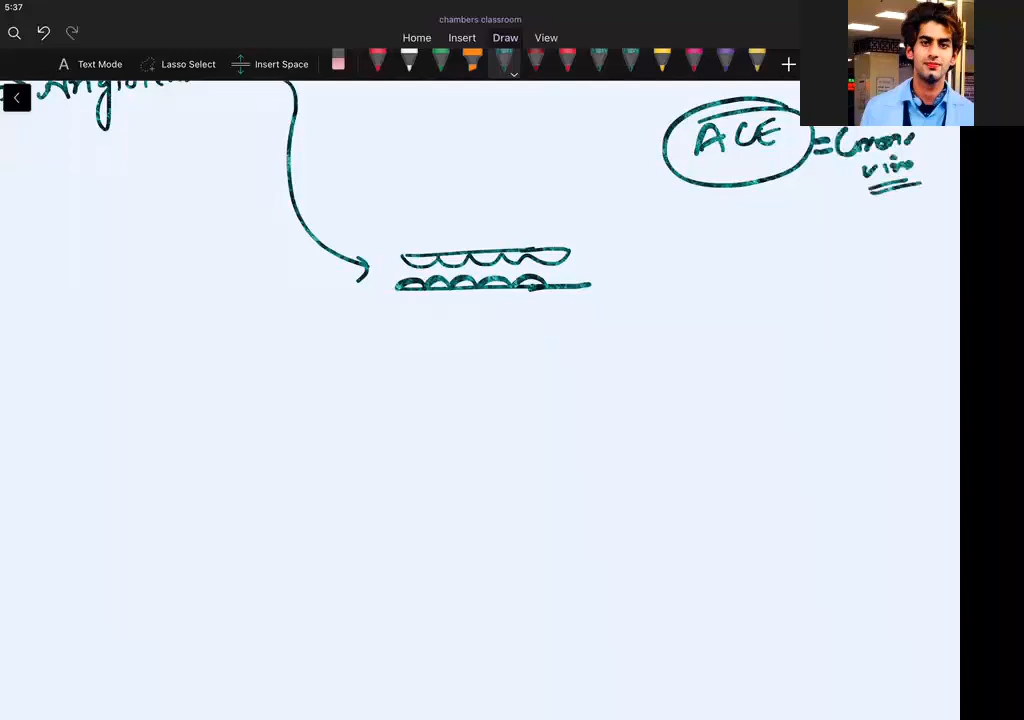 5:37
chambers classroom
Home Insert Draw View
A Text Mode Lasso Select Insert Space
ACE =